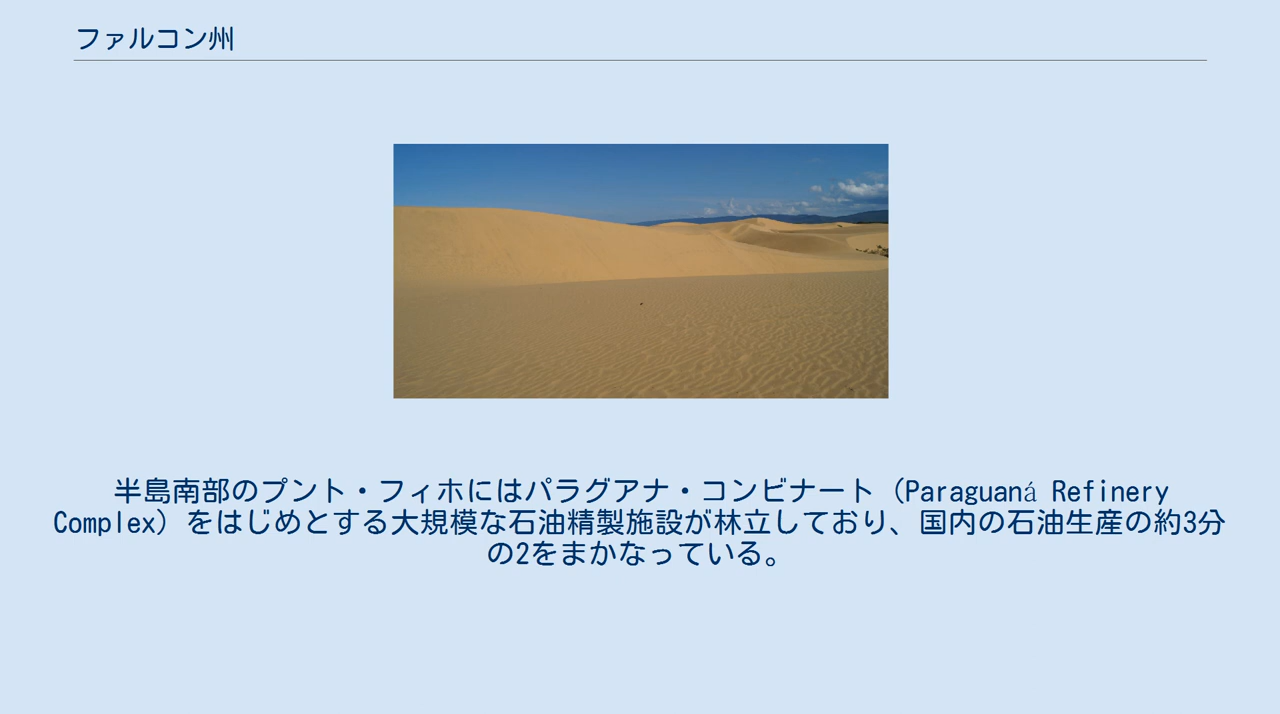 ファルコン州
半島南部のプント・フィホにはパラグアナ・コンビナート（Paraguaná Refinery
Complex）をはじめとする大規模な石油精製施設が林立しており、国内の石油生産の約3分
の2をまかなっている。